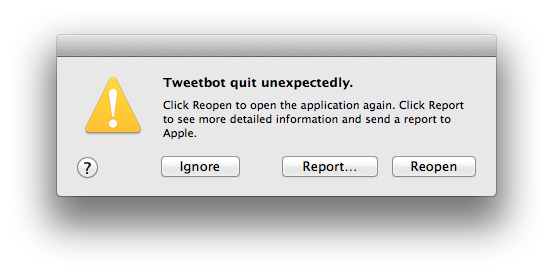 Tweetbot quit unexpectedly.
Click Reopen to open the application again. Click Report
to see more detailed information and send a report to
Apple.
? Ignore Report... Reopen